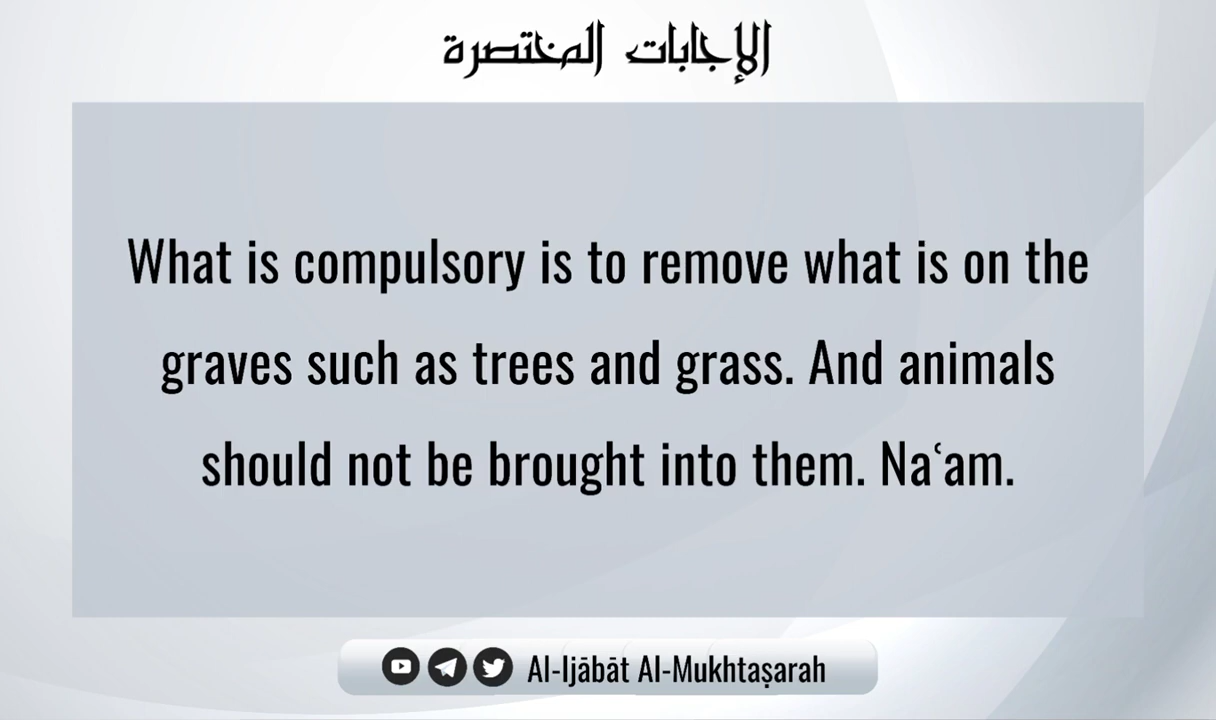 الإجابات المختصرة
What is compulsory is to remove what is on the
graves such as trees and grass. And animals
should not be brought into them. Naʿam.
Al-Ijābāt Al-Mukhtaṣarah